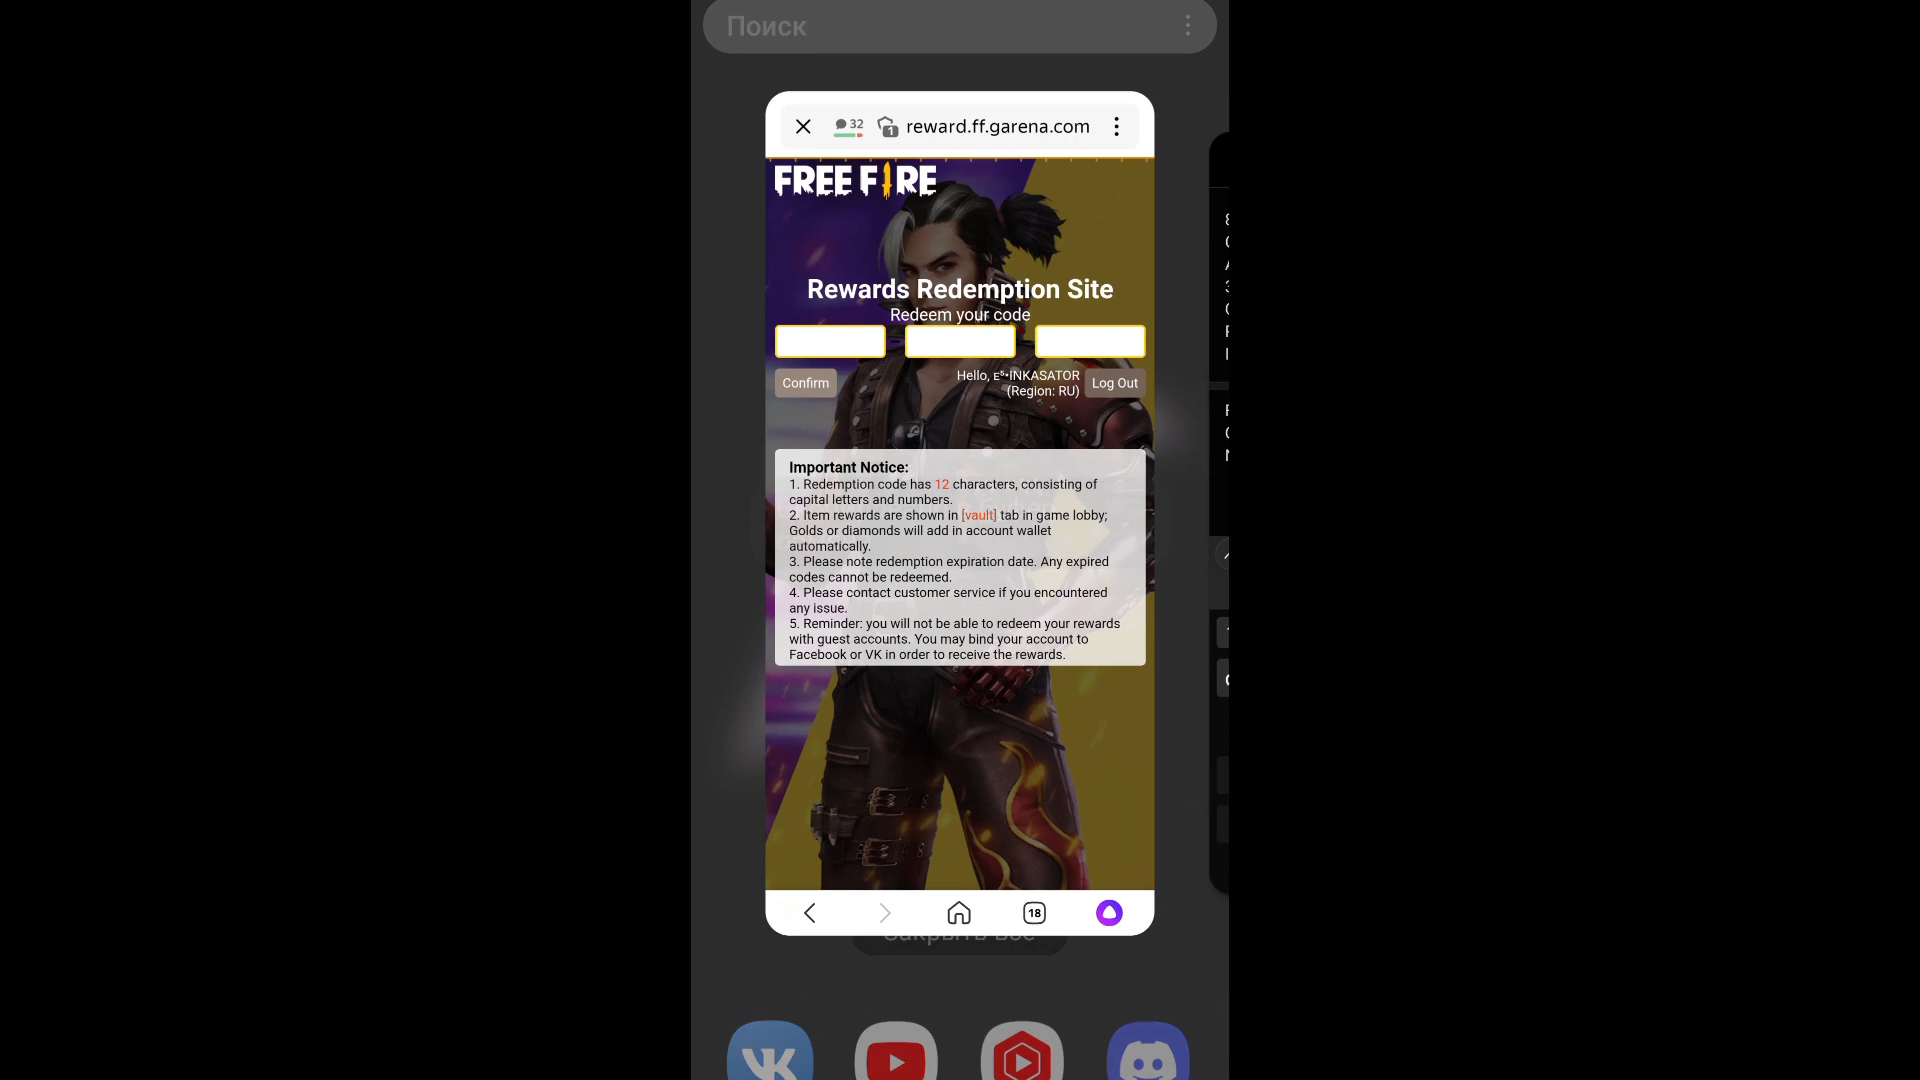 Поиск
32
1
reward.ff.garena.com
FREE FIRE
Rewards Redemption Site
Redeem your code
Confirm
Hello, ᴇˢ•INKASATOR
(Region: RU)
Log Out
Important Notice:
1. Redemption code has 12 characters, consisting of
capital letters and numbers.
2. Item rewards are shown in [vault] tab in game lobby;
Golds or diamonds will add in account wallet
automatically.
3. Please note redemption expiration date. Any expired
codes cannot be redeemed.
4. Please contact customer service if you encountered
any issue.
5. Reminder: you will not be able to redeem your rewards
with guest accounts. You may bind your account to
Facebook or VK in order to receive the rewards.
18
Закрыть все